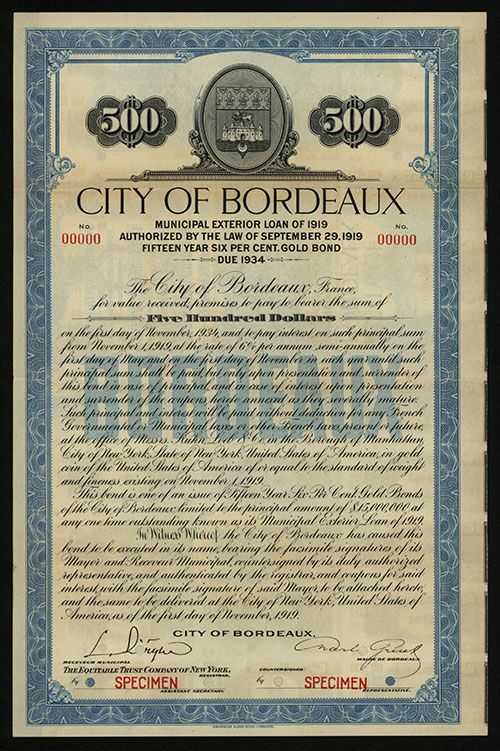 500 500
CITY OF BORDEAUX
MUNICIPAL EXTERIOR LOAN OF 1919
No. AUTHORIZED BY THE LAW OF SEPTEMBER 29, 1919 No.
00000 FIFTEEN YEAR SIX PER CENT. GOLD BOND 00000
DUE 1934
The City of Bordeaux, France,
for value received, promises to pay to bearer the sum of
Five Hundred Dollars
on the first day of November, 1934, and to pay interest on such principal sum
from November 1, 1919, at the rate of 6% per annum semi-annually, on the
first day of May and on the first day of November in each year until such
principal sum shall be paid, but only upon presentation and surrender of
this bond in case of principal, and in case of interest upon presentation
and surrender of the coupons hereto annexed as they severally mature.
Such principal and interest will be paid without deduction for any French
Governmental or Municipal taxes or other French taxes present or future,
at the office of Messrs. Kuhn, Loeb & Co. in the Borough of Manhattan
City of New York, State of New York, United States of America, in gold
coin of the United States of America of or equal to the standard of weight
and fineness existing on November 1, 1919.
This bond is one of an issue of Fifteen Year Six Per Cent. Gold Bonds
of the City of Bordeaux limited to the principal amount of $15,000,000 at
any one time outstanding known as its Municipal Exterior Loan of 1919.
In Witness Whereof, the City of Bordeaux has caused this
bond to be executed in its name, bearing the facsimile signatures of its
Mayor and Receveur Municipal, countersigned by its duly authorized
representative, and authenticated by the registrar, and coupons for said
interest, with the facsimile signature of said Mayor, to be attached hereto,
and the same to be delivered at the City of New York, United States of
America, as of the first day of November, 1919.
CITY OF BORDEAUX,
RECEVEUR MUNICIPAL MAIRE DE BORDEAUX
THE EQUITABLE TRUST COMPANY OF NEW YORK, REGISTRAR, COUNTERSIGNED:
by SPECIMEN by SPECIMEN
ASSISTANT SECRETARY. REPRESENTATIVE.
BORDEAUX